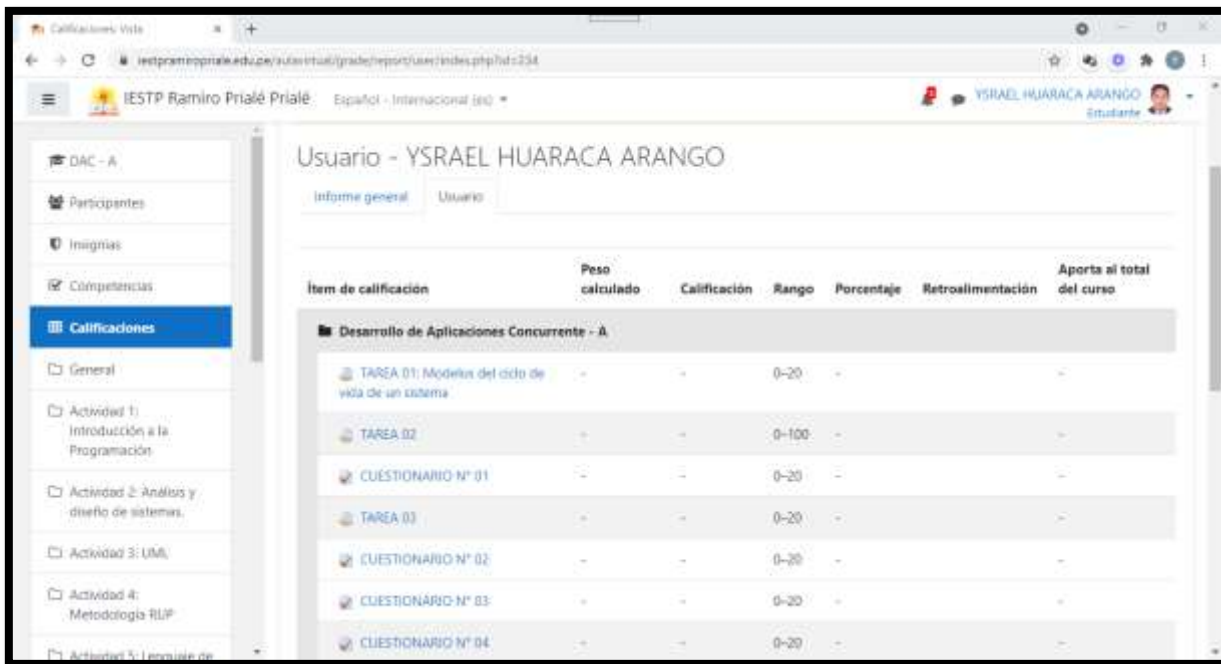 Calificaciones: Vista
iestpramiropriale.edu.pe/aulavirtual/grade/report/user/index.php?id=234
IESTP Ramiro Prialé Prialé
Español - Internacional (es)
YSRAEL HUARACA ARANGO
Estudiante
DAC - A
Participantes
Insignias
Competencias
Calificaciones
General
Actividad 1:
Introducción a la
Programación
Actividad 2: Análisis y
diseño de sistemas.
Actividad 3: UML
Actividad 4:
Metodología RUP
Actividad 5: Lenguaje de
Usuario - YSRAEL HUARACA ARANGO
Informe general Usuario
Ítem de calificación Peso calculado Calificación Rango Porcentaje Retroalimentación Aporta al total del curso
Desarrollo de Aplicaciones Concurrente - A
TAREA 01: Modelos del ciclo de - - 0–20 - -
vida de un sistema
TAREA 02 - - 0–100 - -
CUESTIONARIO N° 01 - - 0–20 - -
TAREA 03 - - 0–20 - -
CUESTIONARIO N° 02 - - 0–20 - -
CUESTIONARIO N° 03 - - 0–20 - -
CUESTIONARIO N° 04 - - 0–20 - -